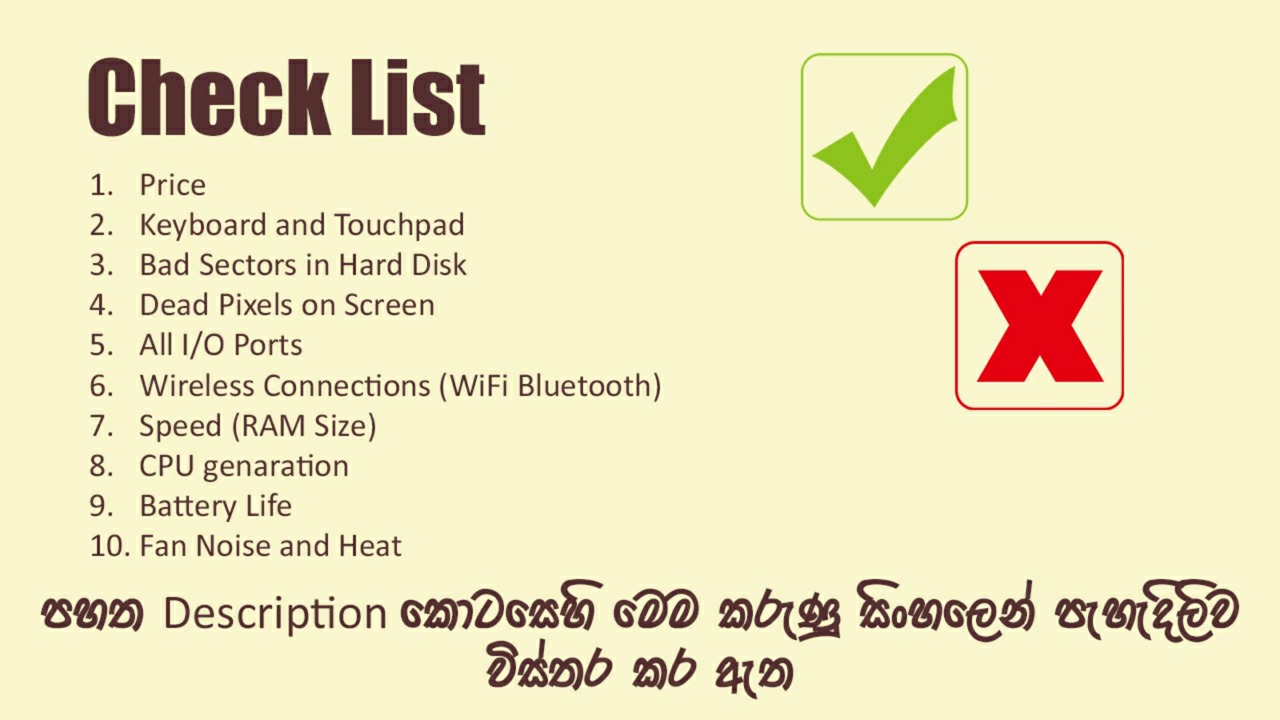 Check List
1. Price
2. Keyboard and Touchpad
3. Bad Sectors in Hard Disk
4. Dead Pixels on Screen
5. All I/O Ports
6. Wireless Connections (WiFi Bluetooth)
7. Speed (RAM Size)
8. CPU genaration
9. Battery Life
10. Fan Noise and Heat
පහත Description කොටසෙහි මෙම කරුණු සිංහලෙන් පැහැදිලිව
විස්තර කර ඇත